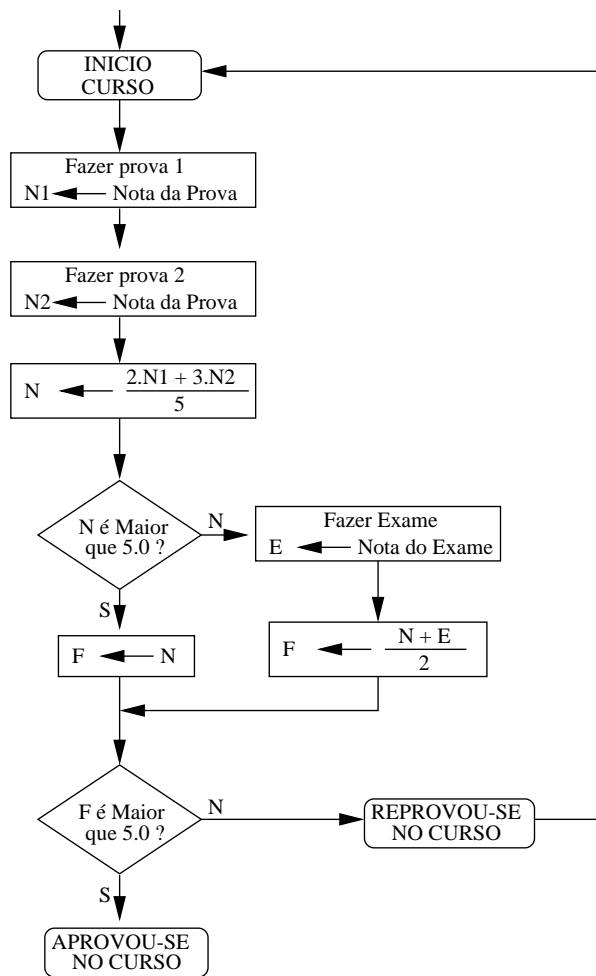 INICIO
CURSO
Fazer prova 1
N1 Nota da Prova
Fazer prova 2
N2 Nota da Prova
N 2.N1 + 3.N2
5
N é Maior
que 5.0 ?
N
S
Fazer Exame
E Nota do Exame
F N
F N + E
2
F é Maior
que 5.0 ?
N
S
REPROVOU-SE
NO CURSO
APROVOU-SE
NO CURSO